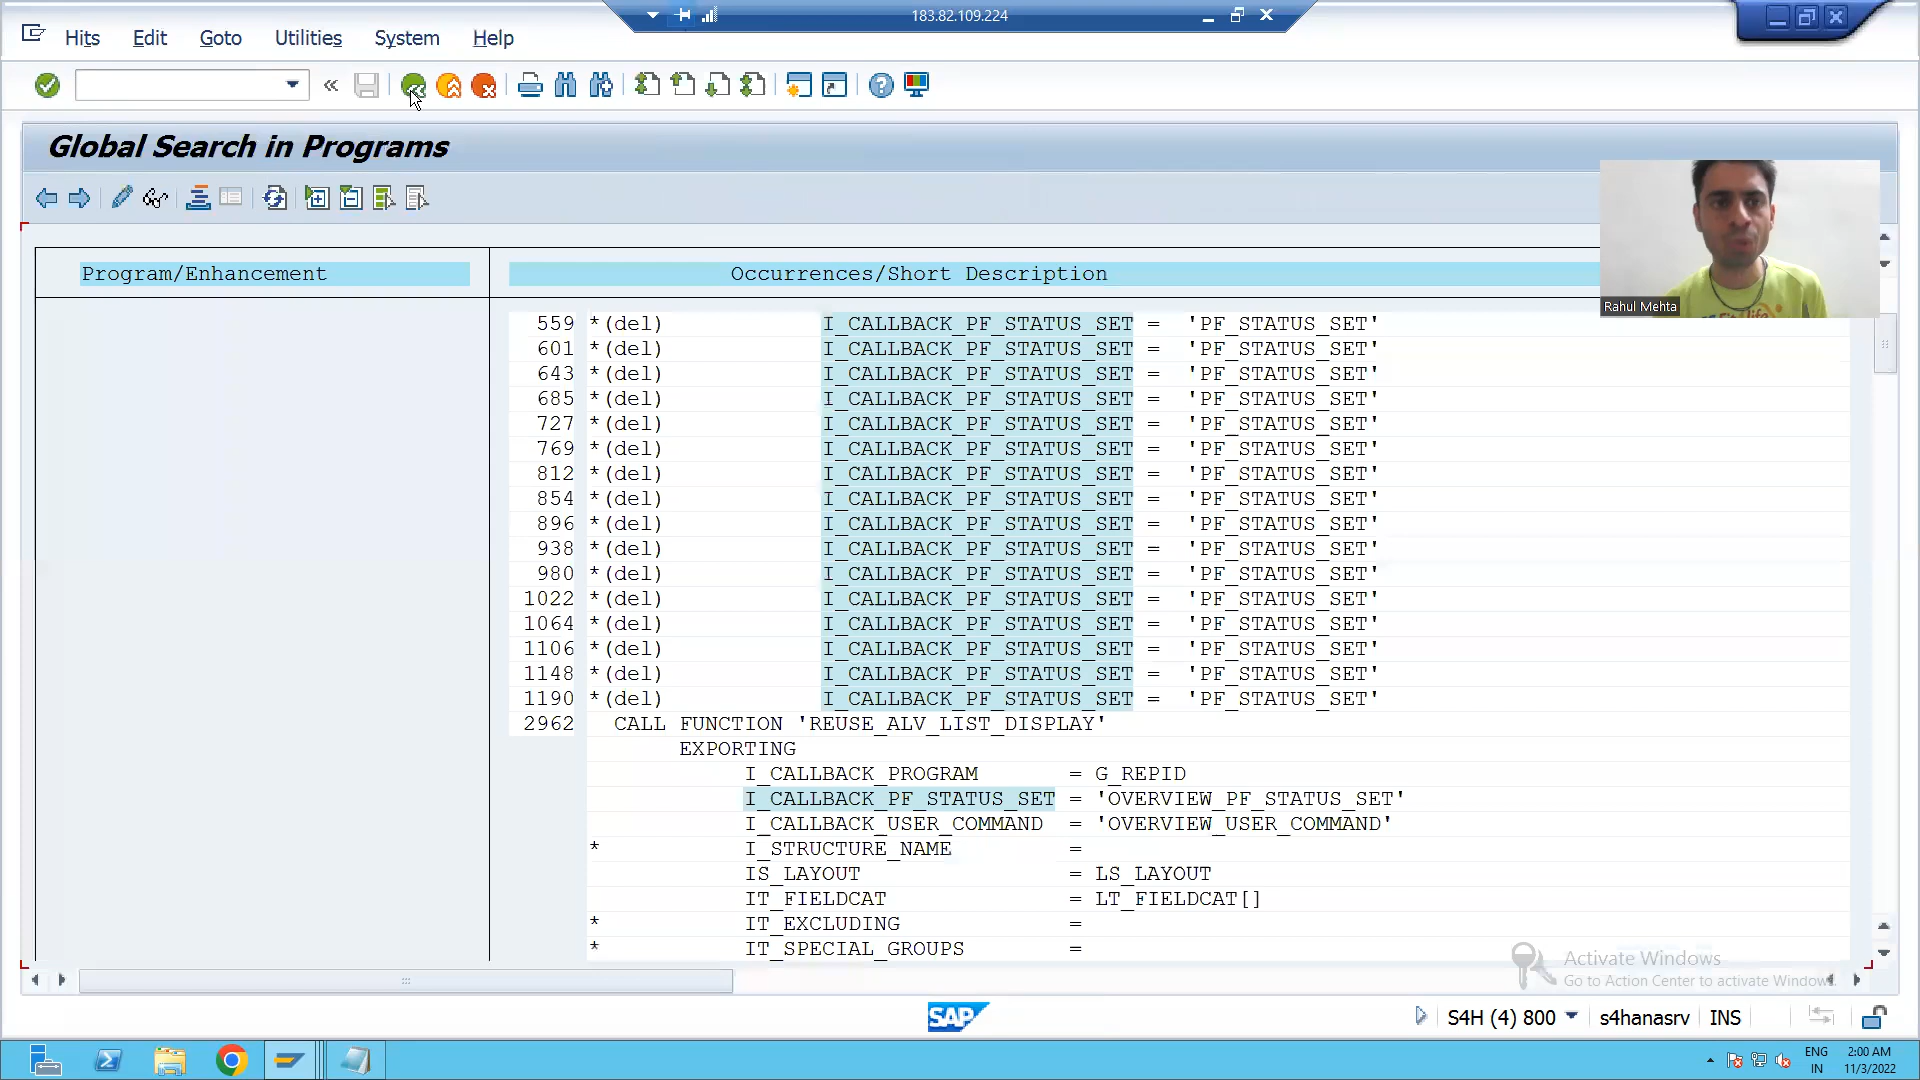 183.82.109.224
Hits Edit Goto Utilities System Help
Global Search in Programs
Rahul Mehta
Program/Enhancement Occurrences/Short Description
559 *(del) I_CALLBACK_PF_STATUS_SET = 'PF_STATUS_SET'
601 *(del) I_CALLBACK_PF_STATUS_SET = 'PF_STATUS_SET'
643 *(del) I_CALLBACK_PF_STATUS_SET = 'PF_STATUS_SET'
685 *(del) I_CALLBACK_PF_STATUS_SET = 'PF_STATUS_SET'
727 *(del) I_CALLBACK_PF_STATUS_SET = 'PF_STATUS_SET'
769 *(del) I_CALLBACK_PF_STATUS_SET = 'PF_STATUS_SET'
812 *(del) I_CALLBACK_PF_STATUS_SET = 'PF_STATUS_SET'
854 *(del) I_CALLBACK_PF_STATUS_SET = 'PF_STATUS_SET'
896 *(del) I_CALLBACK_PF_STATUS_SET = 'PF_STATUS_SET'
938 *(del) I_CALLBACK_PF_STATUS_SET = 'PF_STATUS_SET'
980 *(del) I_CALLBACK_PF_STATUS_SET = 'PF_STATUS_SET'
1022 *(del) I_CALLBACK_PF_STATUS_SET = 'PF_STATUS_SET'
1064 *(del) I_CALLBACK_PF_STATUS_SET = 'PF_STATUS_SET'
1106 *(del) I_CALLBACK_PF_STATUS_SET = 'PF_STATUS_SET'
1148 *(del) I_CALLBACK_PF_STATUS_SET = 'PF_STATUS_SET'
1190 *(del) I_CALLBACK_PF_STATUS_SET = 'PF_STATUS_SET'
2962 CALL FUNCTION 'REUSE_ALV_LIST_DISPLAY'
EXPORTING
I_CALLBACK_PROGRAM = G_REPID
I_CALLBACK_PF_STATUS_SET = 'OVERVIEW_PF_STATUS_SET'
I_CALLBACK_USER_COMMAND = 'OVERVIEW_USER_COMMAND'
* I_STRUCTURE_NAME =
IS_LAYOUT = LS_LAYOUT
IT_FIELDCAT = LT_FIELDCAT[]
* IT_EXCLUDING =
* IT_SPECIAL_GROUPS =
Activate Windows
Go to Action Center to activate Windows.
SAP
S4H (4) 800 s4hanasrv INS
ENG 2:00 AM
IN 11/3/2022